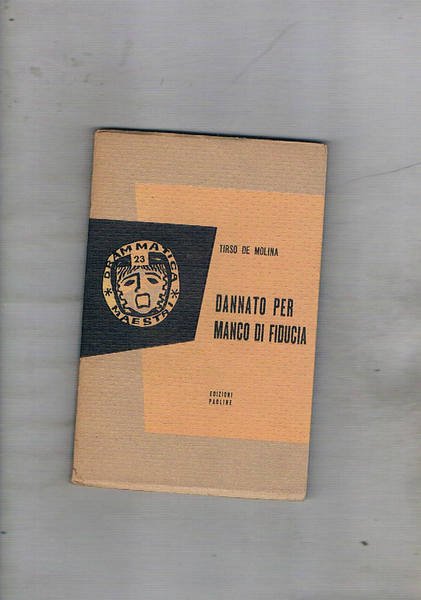 DRAMMATICA
23
* MAESTRI *
TIRSO DE MOLINA
DANNATO PER
MANCO DI FIDUCIA
EDIZIONI
PAOLINE